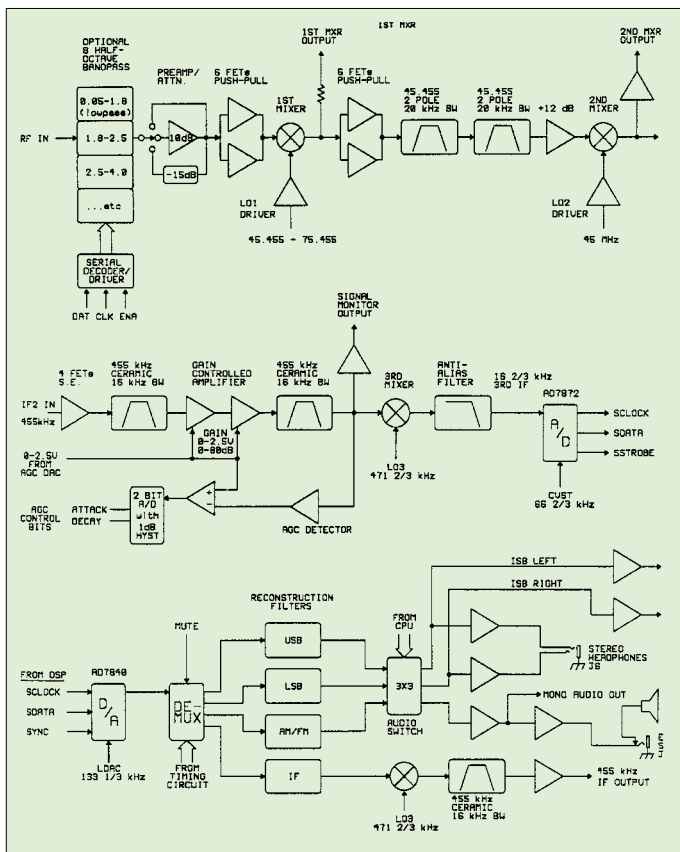 1ST MXR
OUTPUT
1ST MXR
2ND MXR
OUTPUT
OPTIONAL
8 HALF-
OCTAVE
BANDPASS
PREAMP/
ATTN.
6 FETs
PUSH-PULL
1ST
MIXER
6 FETs
PUSH-PULL
45.455
2 POLE
20 kHz BW
45.455
2 POLE
20 kHz BW
+12 dB
2ND
MIXER
0.05-1.8
(lowpass)
RF IN
1.8-2.5
10dB
2.5-4.0
-15dB
...etc
LO1
DRIVER
LO2
DRIVER
45.455 - 75.455
45 MHz
SERIAL
DECODER/
DRIVER
DAT CLK ENA
SIGNAL
MONITOR
OUTPUT
4 FETs
S.E.
455 kHz
CERAMIC
16 kHz BW
GAIN
CONTROLLED
AMPLIFIER
455 kHz
CERAMIC
16 kHz BW
3RD
MIXER
ANTI-
ALIAS
FILTER
16 2/3 kHz
3RD IF
AD7872
IF2 IN
455kHz
A/D
SCLOCK
SDATA
SSTROBE
GAIN
0-2.5V
0-80dB
LO3
471 2/3 kHz
CVST
66 2/3 kHz
0-2.5V
FROM
AGC DAC
AGC
CONTROL
BITS
ATTACK
DECAY
2 BIT
A/D
with
1dB
HYST
+
-
AGC DETECTOR
ISB LEFT
ISB RIGHT
RECONSTRUCTION
FILTERS
MUTE
FROM
CPU
USB
STEREO
HEADPHONES
J6
FROM DSP
AD7840
SCLOCK
SDATA
SYNC
D/A
DE-
MUX
LSB
3X3
AUDIO
SWITCH
MONO AUDIO OUT
AM/FM
J5
LDAC
133 1/3 kHz
FROM
TIMING
CIRCUIT
IF
LO3
471 2/3 kHz
455 kHz
CERAMIC
16 kHz BW
455 kHz
IF OUTPUT